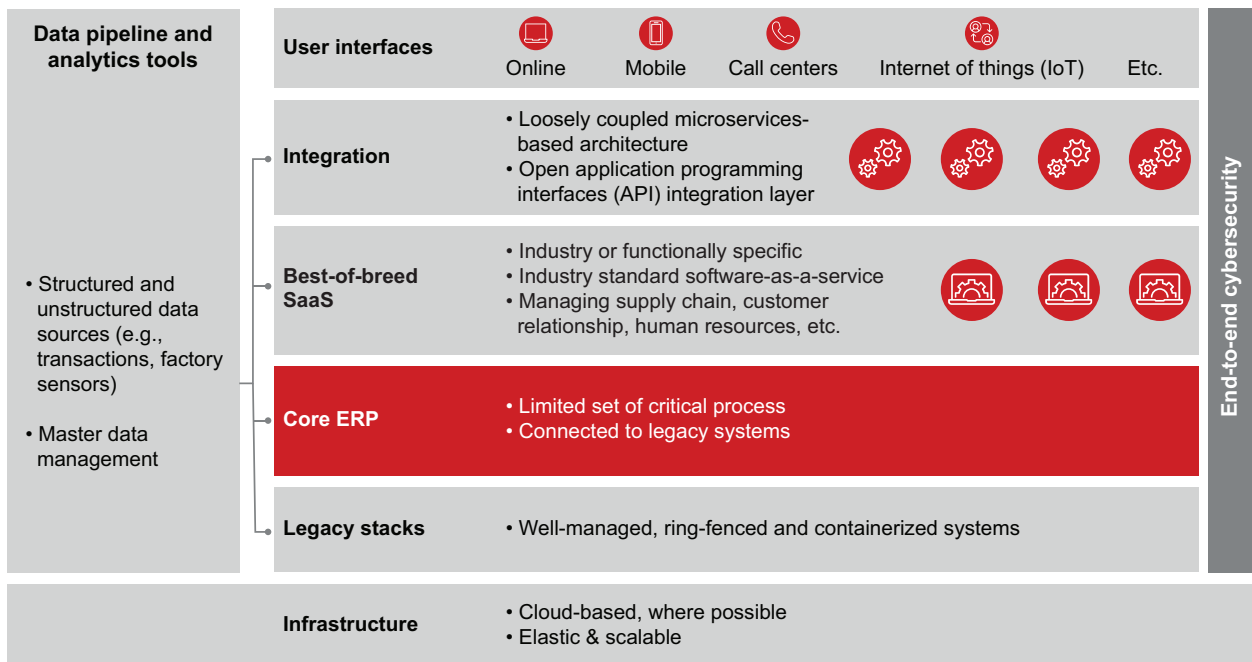 Data pipeline and
analytics tools
• Structured and
unstructured data
sources (e.g.,
transactions, factory
sensors)
• Master data
management
User interfaces
Online
Mobile
Call centers
Internet of things (IoT)
Etc.
Integration
• Loosely coupled microservices-
based architecture
• Open application programming
interfaces (API) integration layer
Best-of-breed
SaaS
• Industry or functionally specific
• Industry standard software-as-a-service
• Managing supply chain, customer
relationship, human resources, etc.
Core ERP
• Limited set of critical process
• Connected to legacy systems
Legacy stacks
• Well-managed, ring-fenced and containerized systems
Infrastructure
• Cloud-based, where possible
• Elastic & scalable
End-to-end cybersecurity